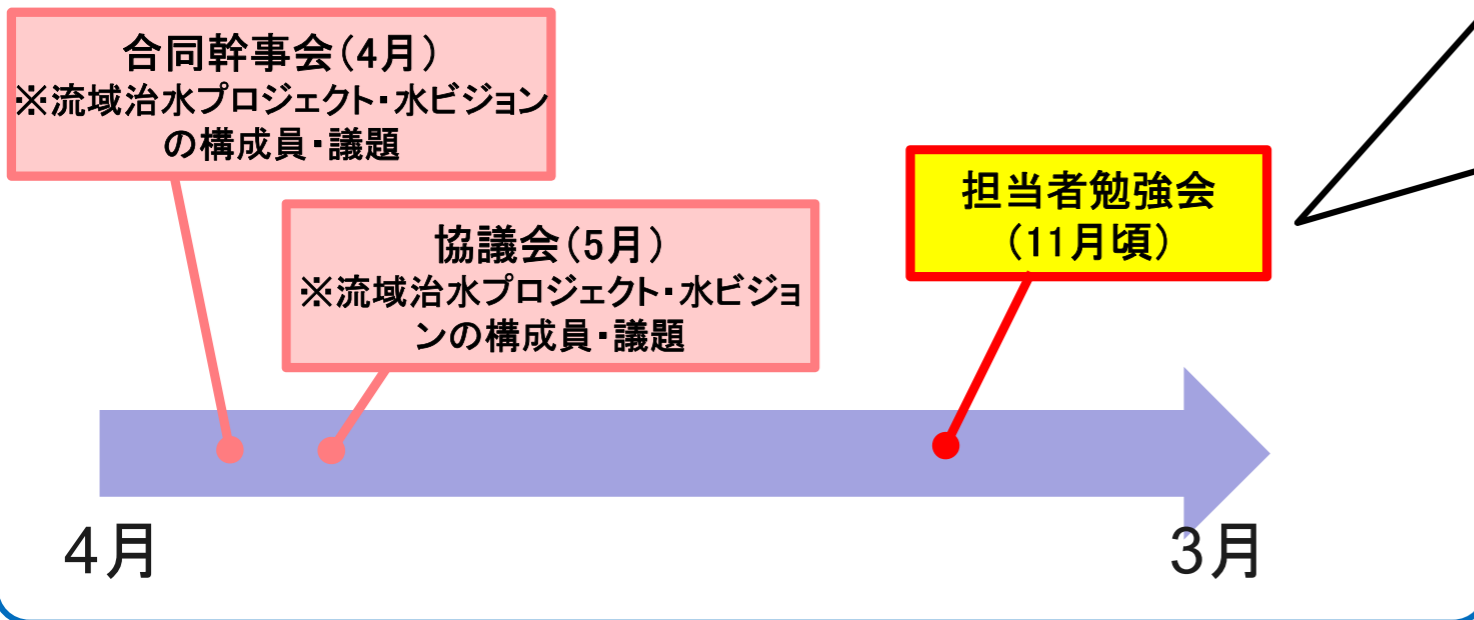 合同幹事会(4月)
※流域治水プロジェクト・水ビジョン
の構成員・議題
協議会(5月)
※流域治水プロジェクト・水ビジョ
ンの構成員・議題
担当者勉強会
(11月頃)
4月
3月